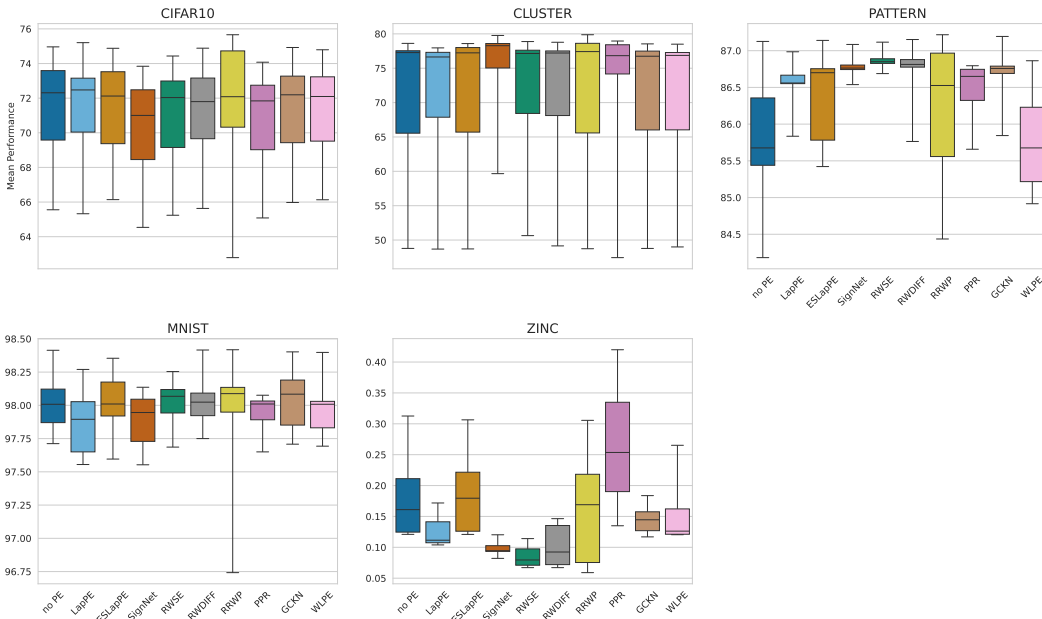 CIFAR10
CLUSTER
PATTERN
Mean Performance
76
74
72
70
68
66
64
80
75
70
65
60
55
50
87.0
86.5
86.0
85.5
85.0
84.5
no PE
LapPE
ESLapPE
SignNet
RWSE
RWDIFF
RRWP
PPR
GCKN
WLPE
MNIST
ZINC
98.50
98.25
98.00
97.75
97.50
97.25
97.00
96.75
0.40
0.35
0.30
0.25
0.20
0.15
0.10
0.05
no PE
LapPE
ESLapPE
SignNet
RWSE
RWDIFF
RRWP
PPR
GCKN
WLPE
no PE
LapPE
ESLapPE
SignNet
RWSE
RWDIFF
RRWP
PPR
GCKN
WLPE